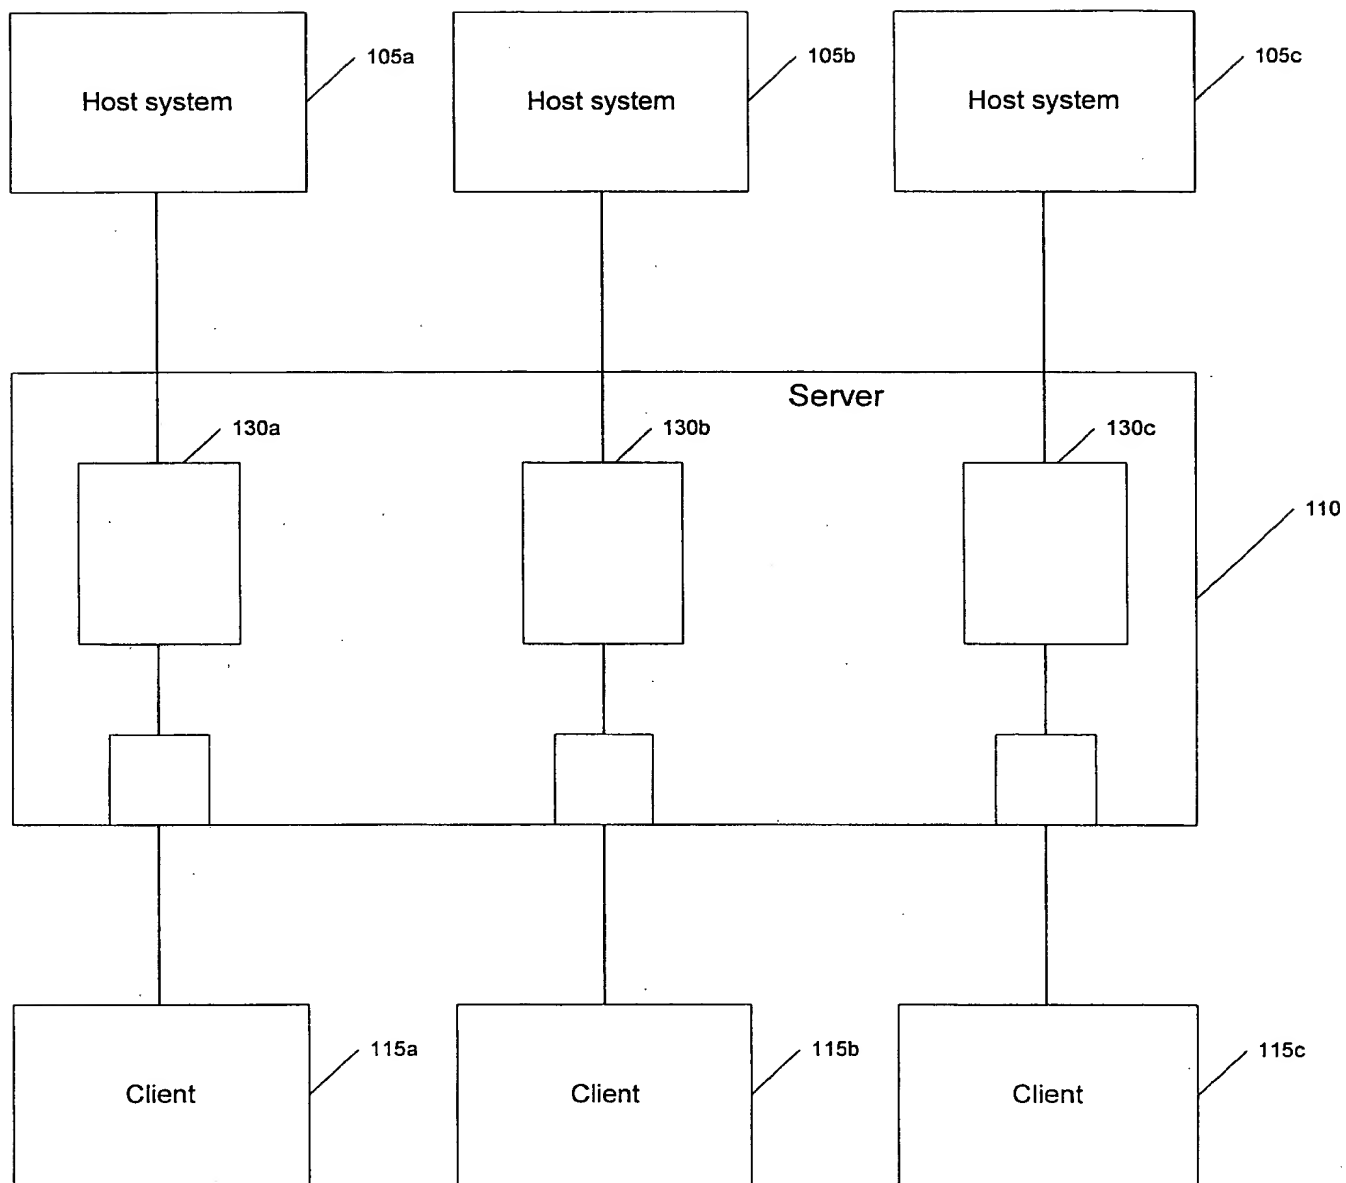 105a
105b
105c
Host system
Host system
Host system
Server
130a
130b
130c
110
115a
115b
115c
Client
Client
Client